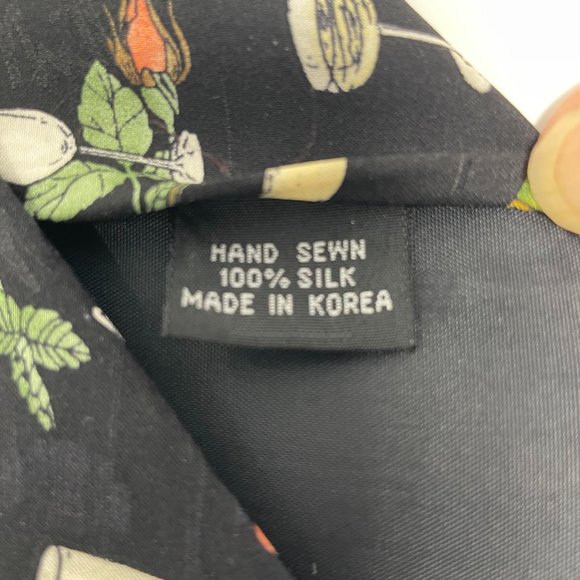 HAND SEWN
100% SILK
MADE IN KOREA